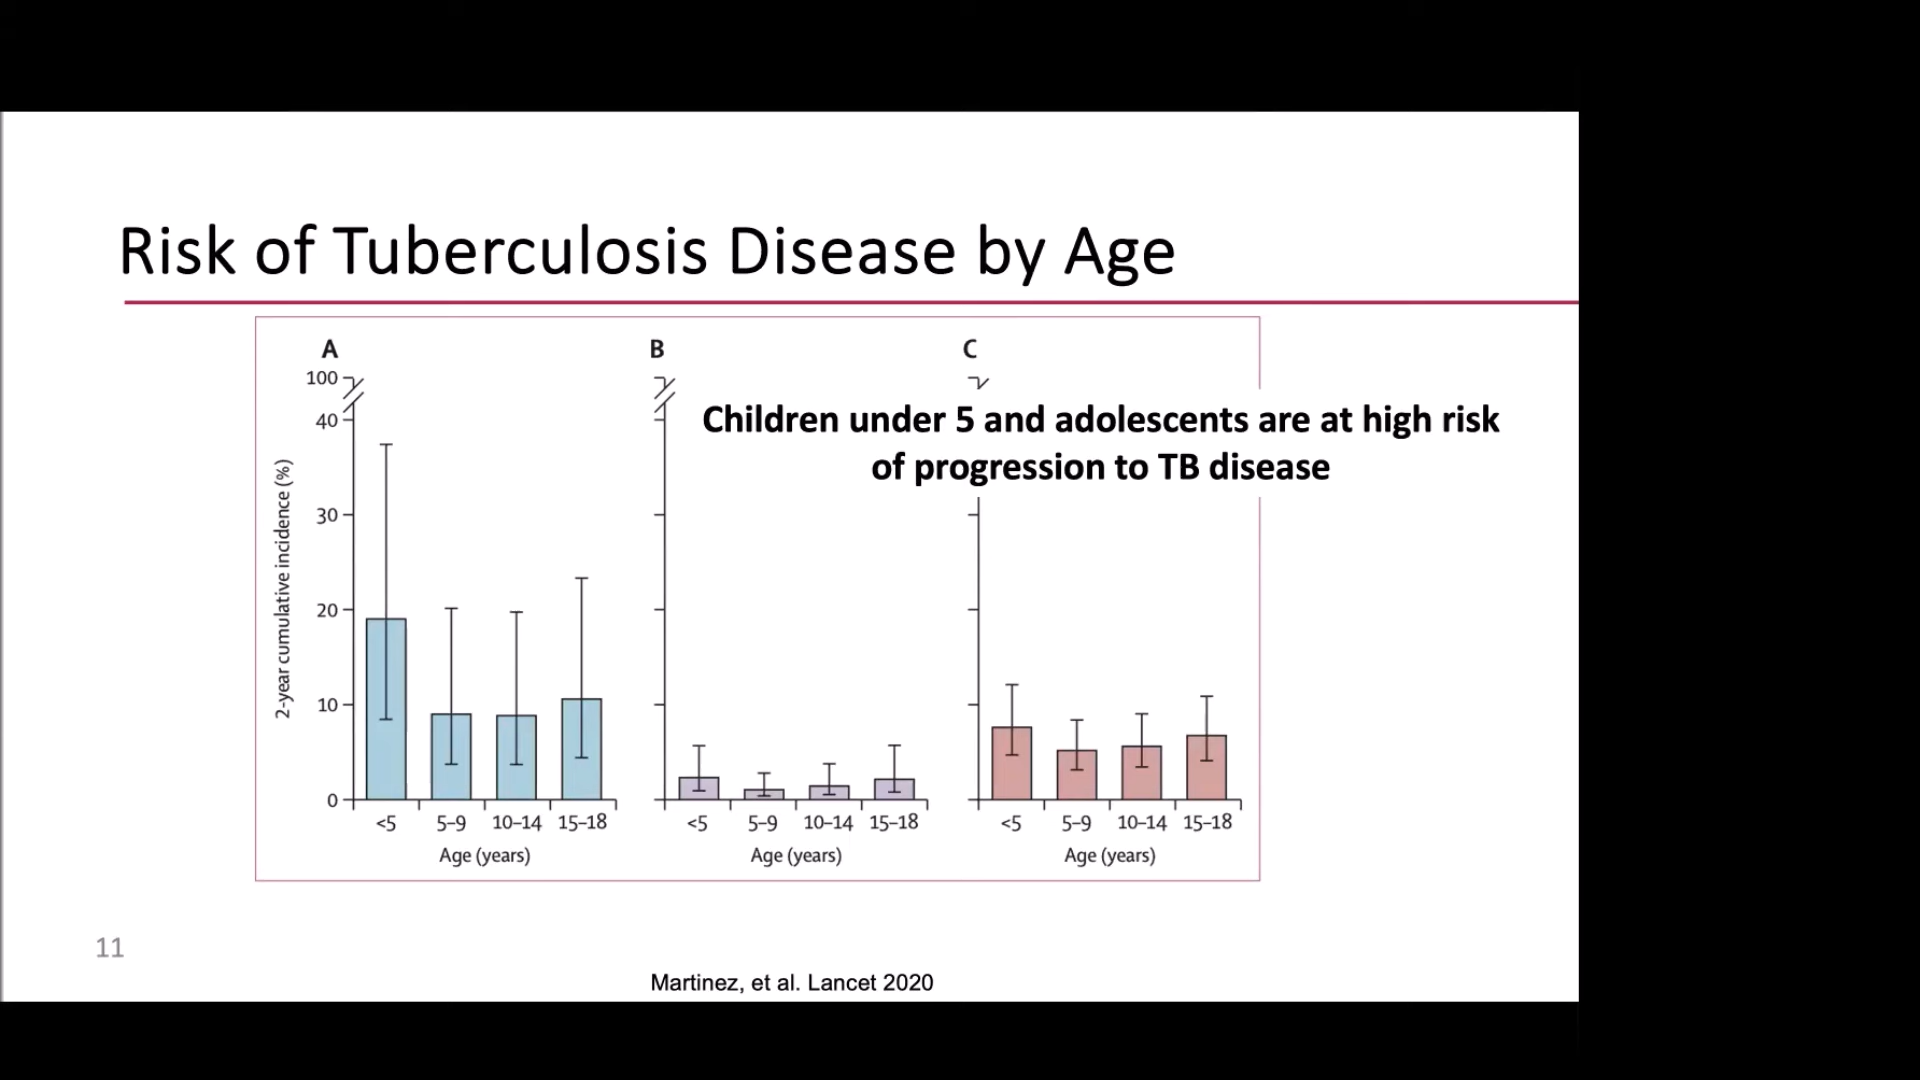 Risk of Tuberculosis Disease by Age
A
B
C
100
40
30
20
10
0
2-year cumulative incidence (%)
Children under 5 and adolescents are at high risk
of progression to TB disease
<5 5–9 10–14 15–18
Age (years)
<5 5–9 10–14 15–18
Age (years)
<5 5–9 10–14 15–18
Age (years)
11
Martinez, et al. Lancet 2020